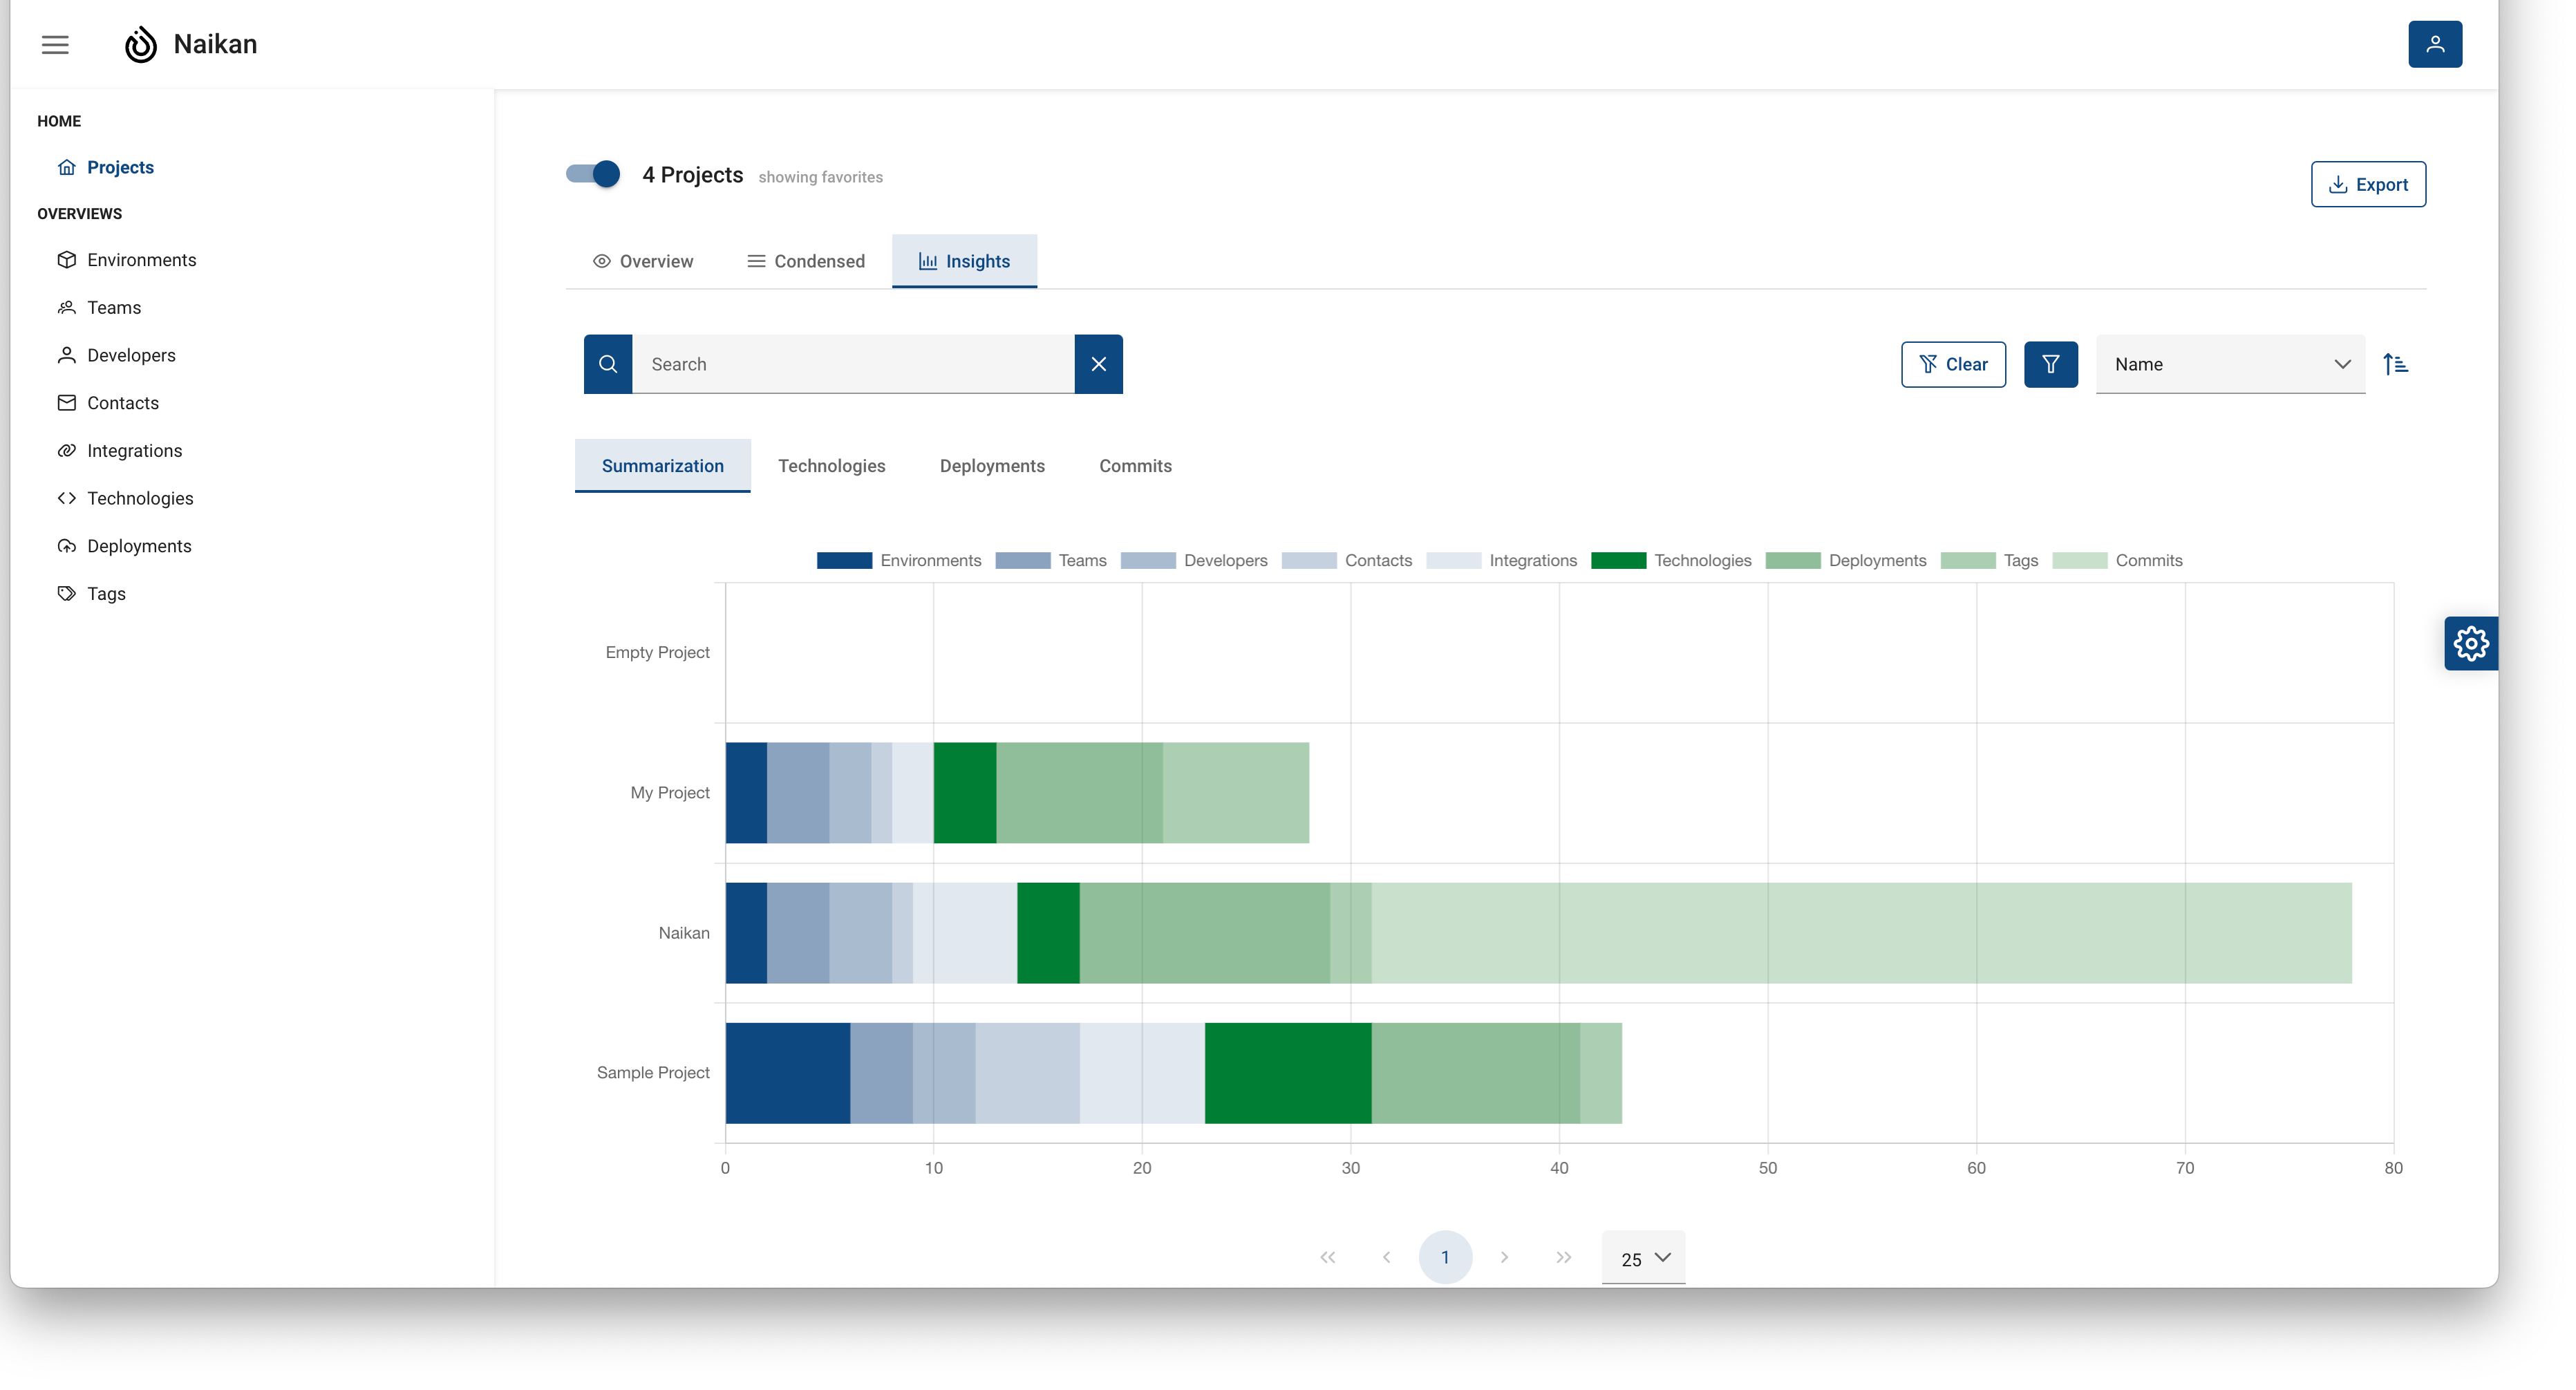 Naikan
HOME
Projects
OVERVIEWS
Environments
Teams
Developers
Contacts
Integrations
Technologies
Deployments
Tags
4 Projects showing favorites
Export
Overview Condensed Insights
Search
Clear
Name
Summarization Technologies Deployments Commits
Environments Teams Developers Contacts Integrations Technologies Deployments Tags Commits
Empty Project
My Project
Naikan
Sample Project
0 10 20 30 40 50 60 70 80
1
25